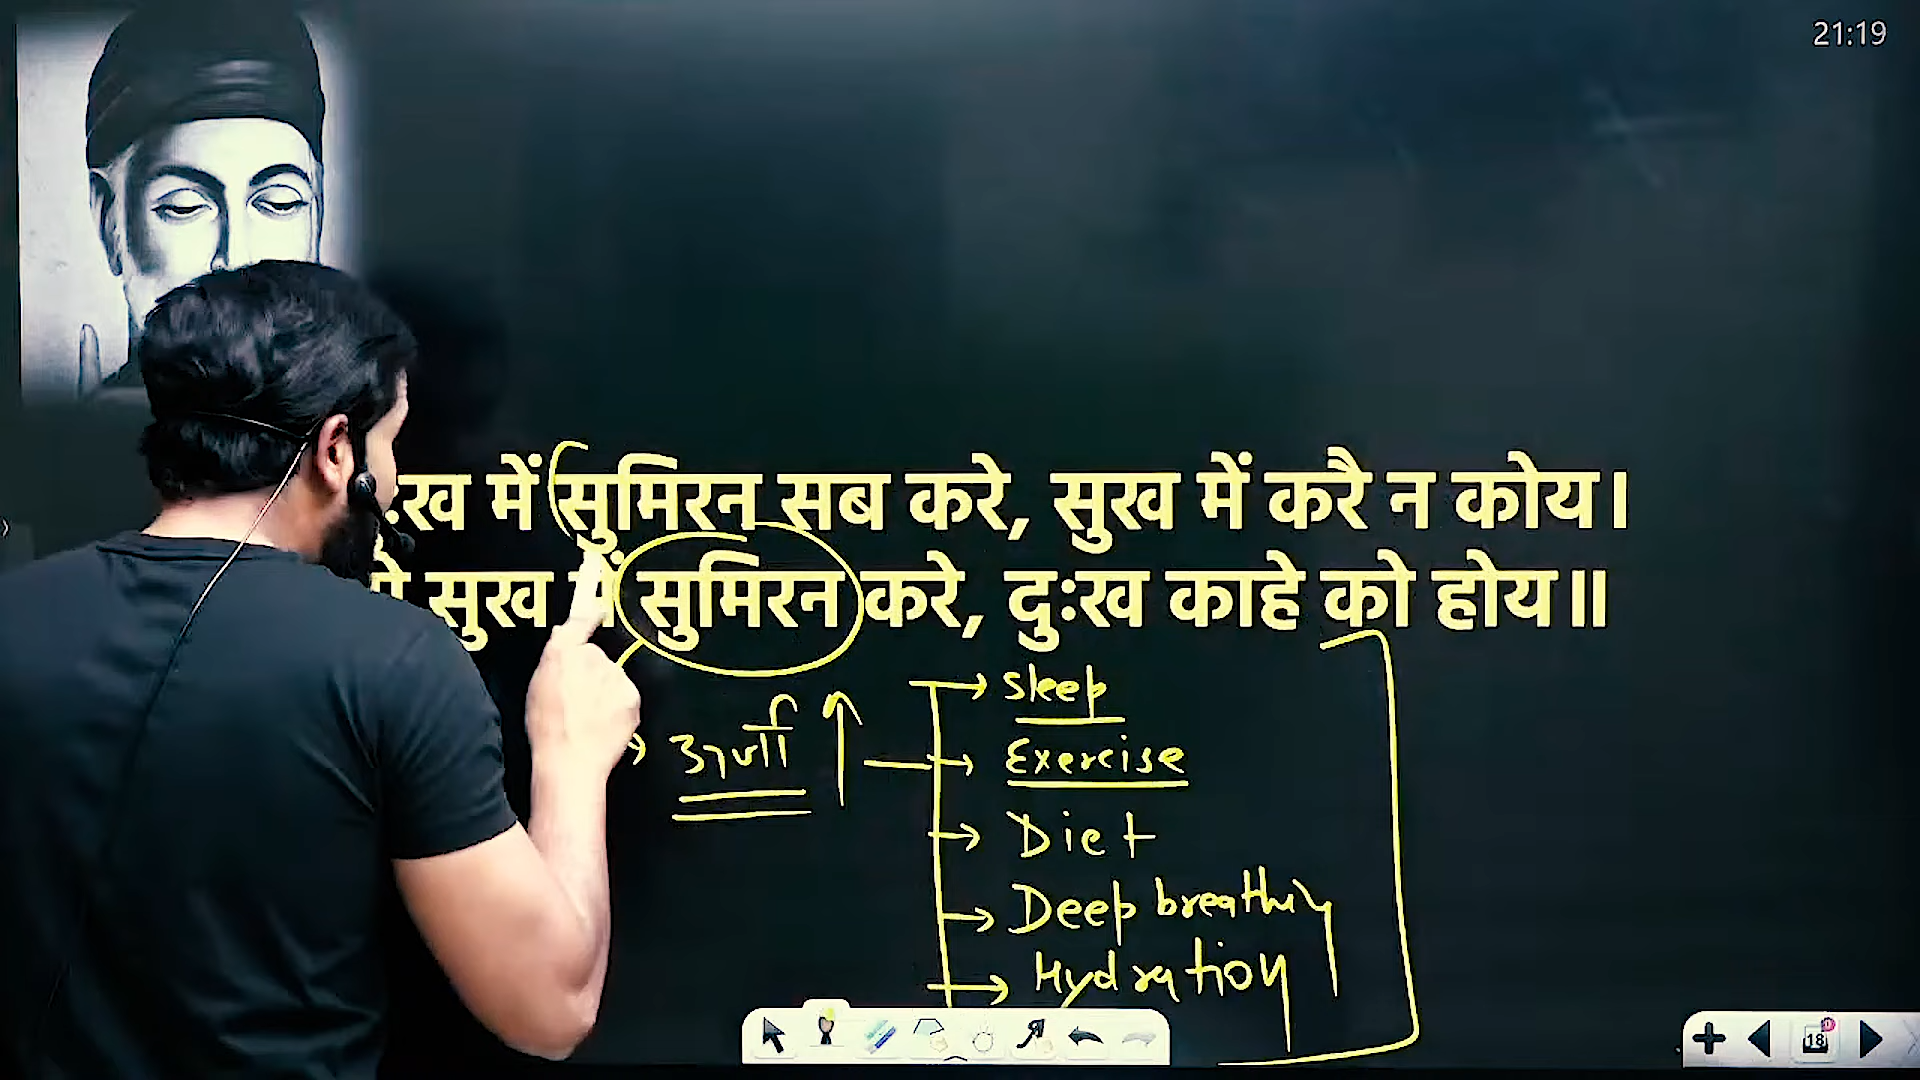 21:19
:ख में सुमिरन सब करे, सुख में करै न कोय।
सुख में सुमिरन करे, दुःख काहे को होय॥
Sleep
ऊर्जा
Exercise
Diet
Deep breathing
Hydration
18